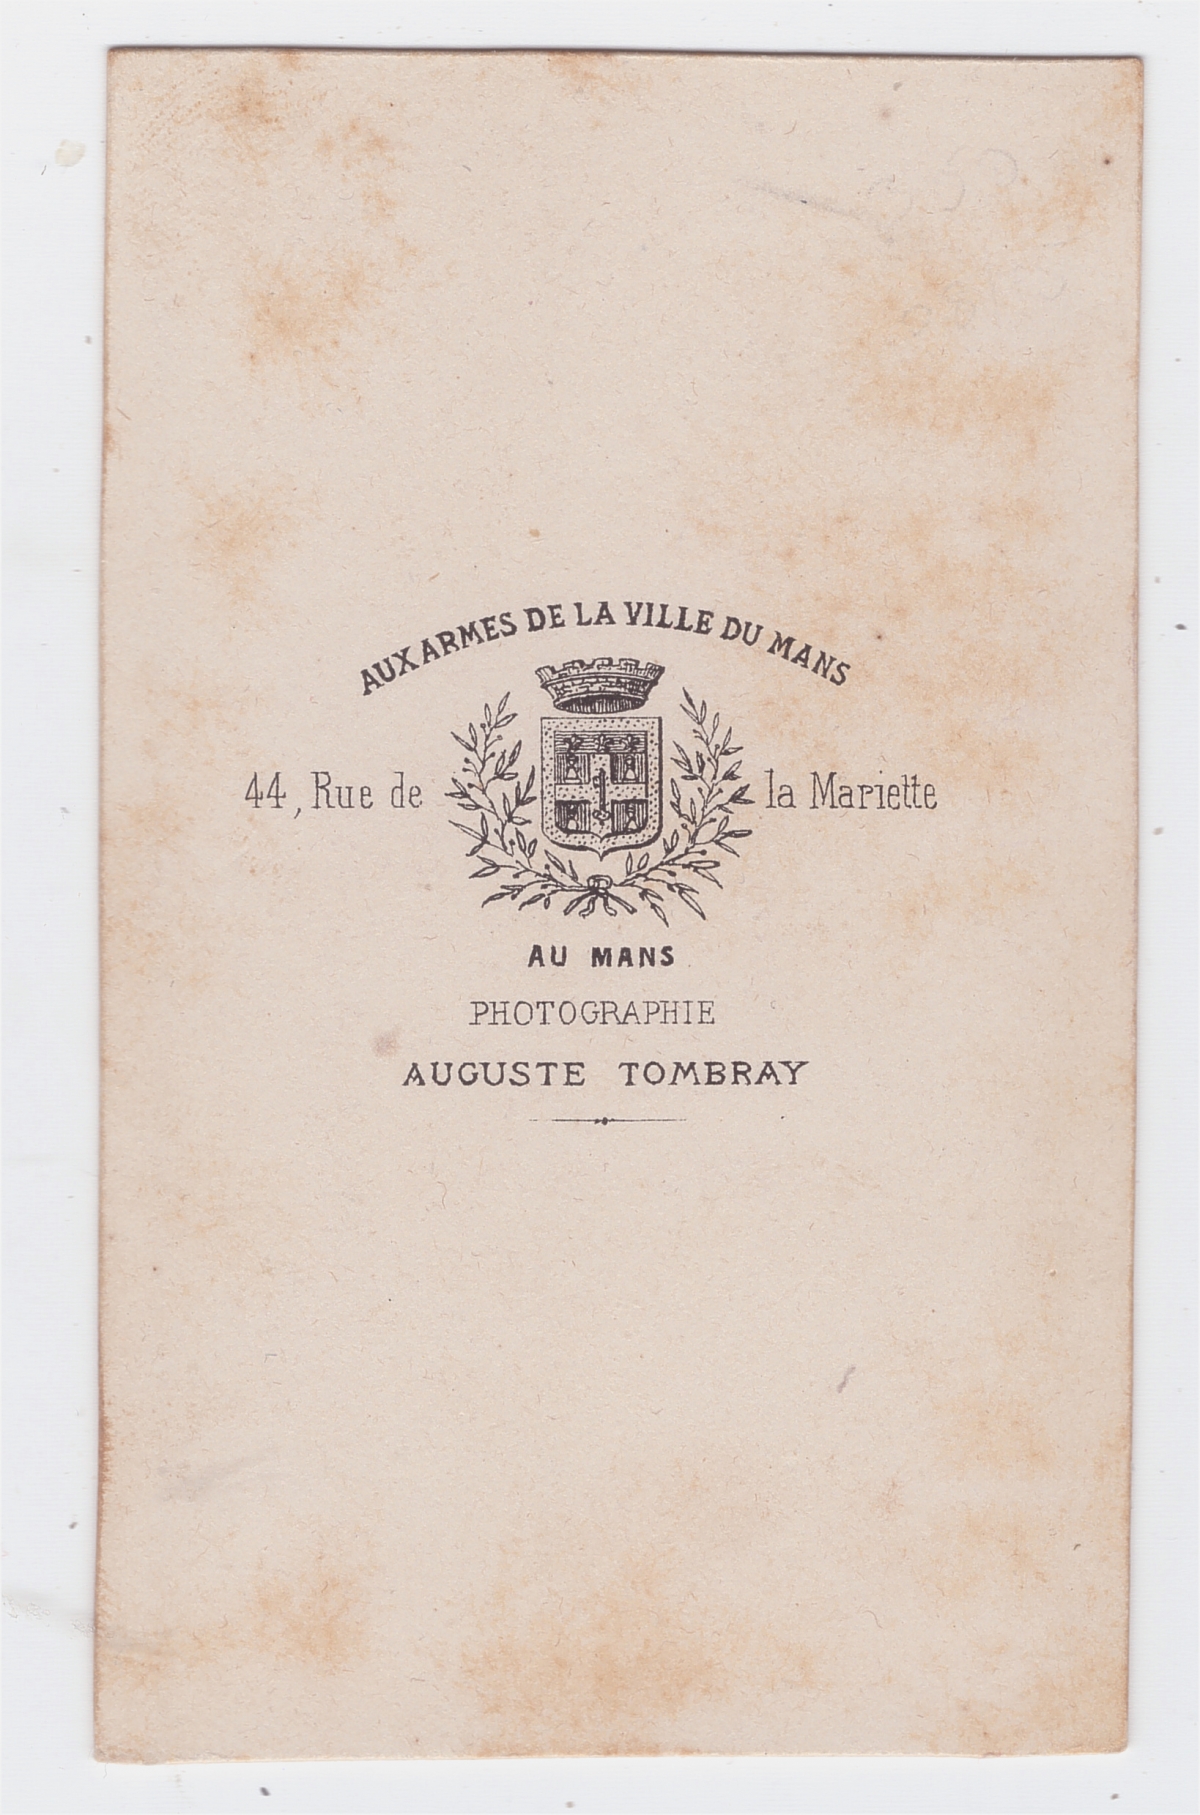 AUX ARMES DE LA VILLE DU MANS
44, Rue de la Mariette
AU MANS
PHOTOGRAPHIE
AUGUSTE TOMBRAY